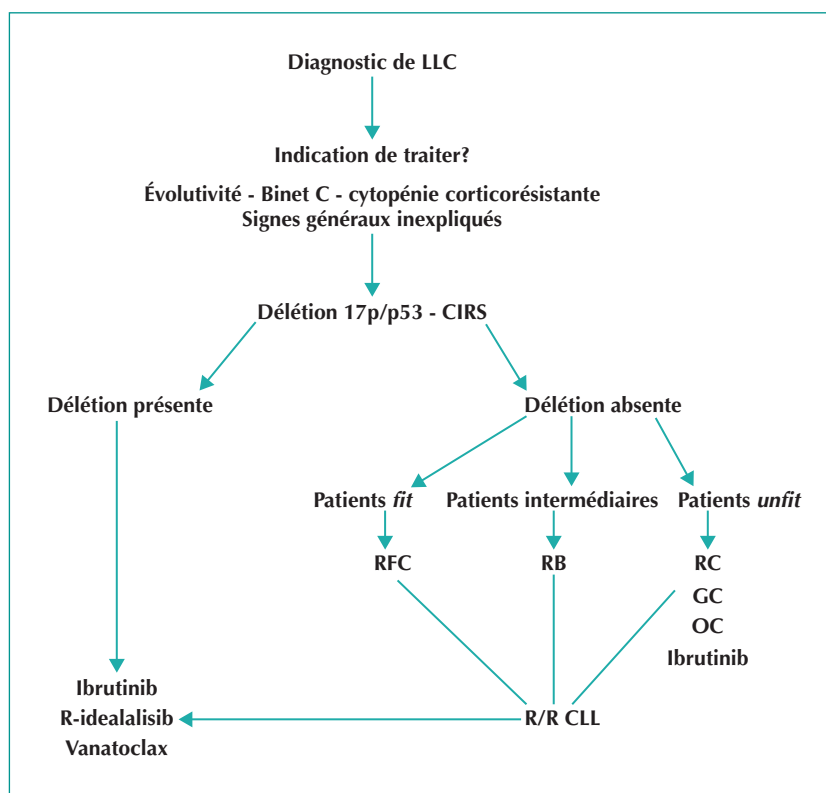 Diagnostic de LLC
Indication de traiter?
Évolutivité - Binet C - cytopénie corticorésistante
Signes généraux inexpliqués
Délétion 17p/p53 - CIRS
Délétion présente
Délétion absente
Patients fit
Patients intermédiaires
Patients unfit
RFC
RB
RC
GC
OC
Ibrutinib
Ibrutinib
R-idealalisib
Vanatoclax
R/R CLL